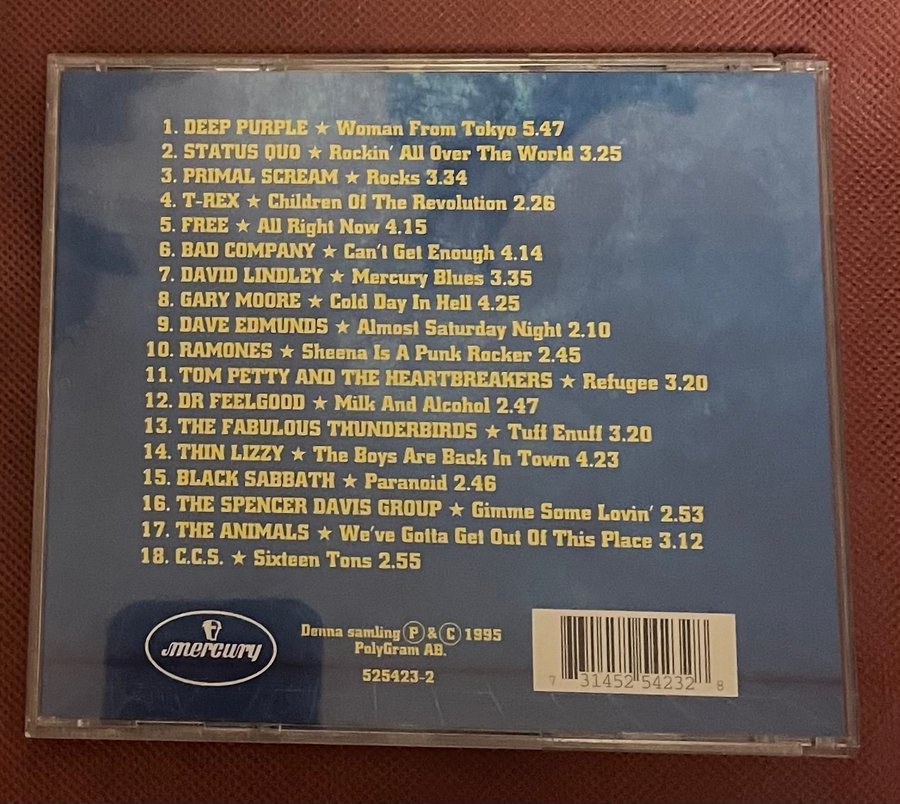 1. DEEP PURPLE ★ Woman From Tokyo 5.47
2. STATUS QUO ★ Rockin' All Over The World 3.25
3. PRIMAL SCREAM ★ Rocks 3.34
4. T-REX ★ Children Of The Revolution 2.26
5. FREE ★ All Right Now 4.15
6. BAD COMPANY ★ Can't Get Enough 4.14
7. DAVID LINDLEY ★ Mercury Blues 3.35
8. GARY MOORE ★ Cold Day In Hell 4.25
9. DAVE EDMUNDS ★ Almost Saturday Night 2.10
10. RAMONES ★ Sheena Is A Punk Rocker 2.45
11. TOM PETTY AND THE HEARTBREAKERS ★ Refugee 3.20
12. DR FEELGOOD ★ Milk And Alcohol 2.47
13. THE FABULOUS THUNDERBIRDS ★ Tuff Enuff 3.20
14. THIN LIZZY ★ The Boys Are Back In Town 4.23
15. BLACK SABBATH ★ Paranoid 2.46
16. THE SPENCER DAVIS GROUP ★ Gimme Some Lovin' 2.53
17. THE ANIMALS ★ We've Gotta Get Out Of This Place 3.12
18. C.C.S. ★ Sixteen Tons 2.55
mercury
Denna samling Ⓟ & Ⓒ 1995
PolyGram AB.
525423-2
7 31452 54232 8